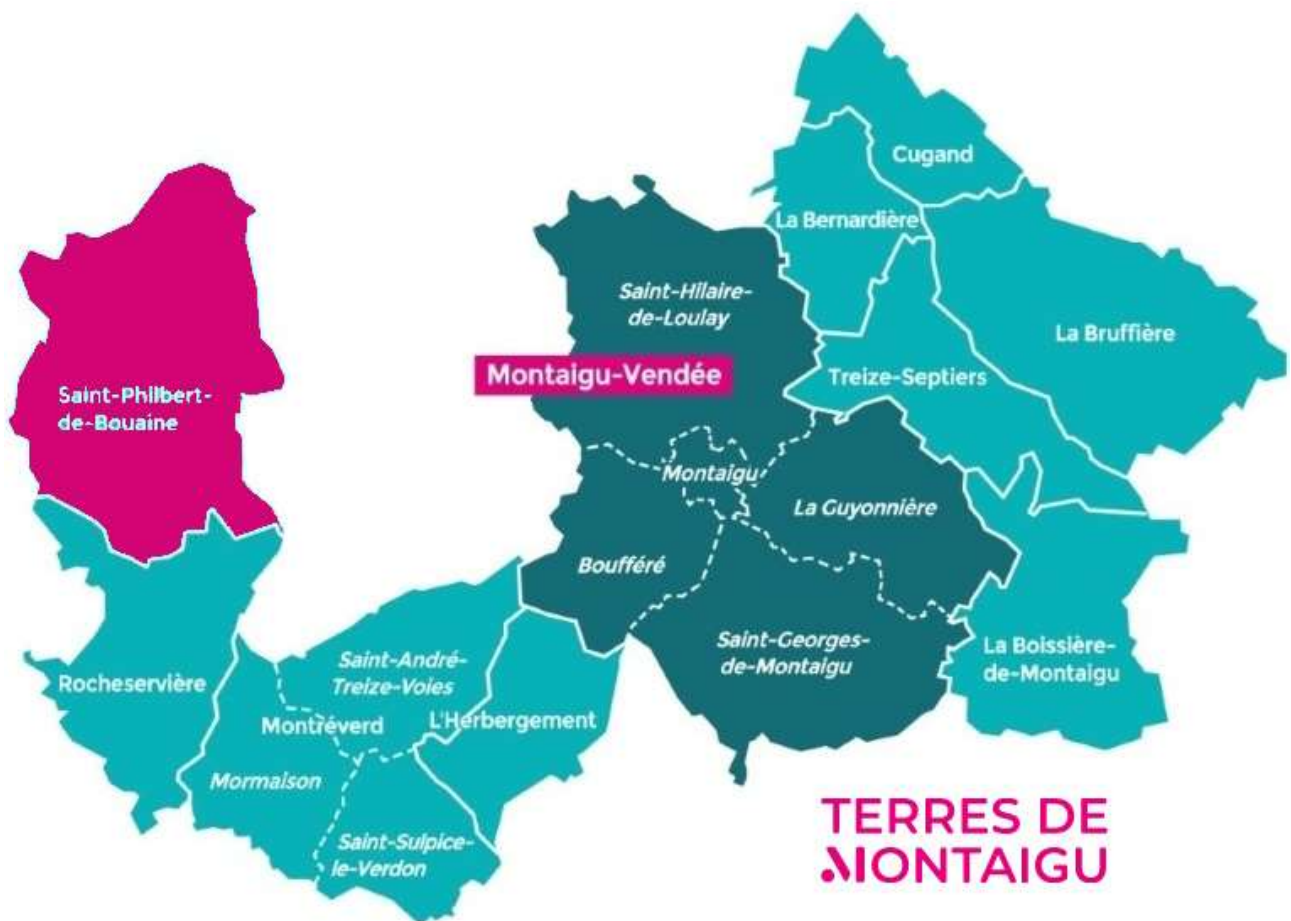 Cugand
La Bernardière
Saint-Hilaire-
de-Loulay
La Bruffière
Montaigu-Vendée
Treize-Septiers
Saint-Philbert-
de-Bouaine
Montaigu
La Guyonnière
Boufféré
Saint-Georges-
de-Montaigu
La Boissière-
de-Montaigu
Saint-André-
Treize-Voies
Rocheservière
Montréverd
L'Herbergement
Mormaison
Saint-Sulpice-
le-Verdon
TERRES DE
MONTAIGU